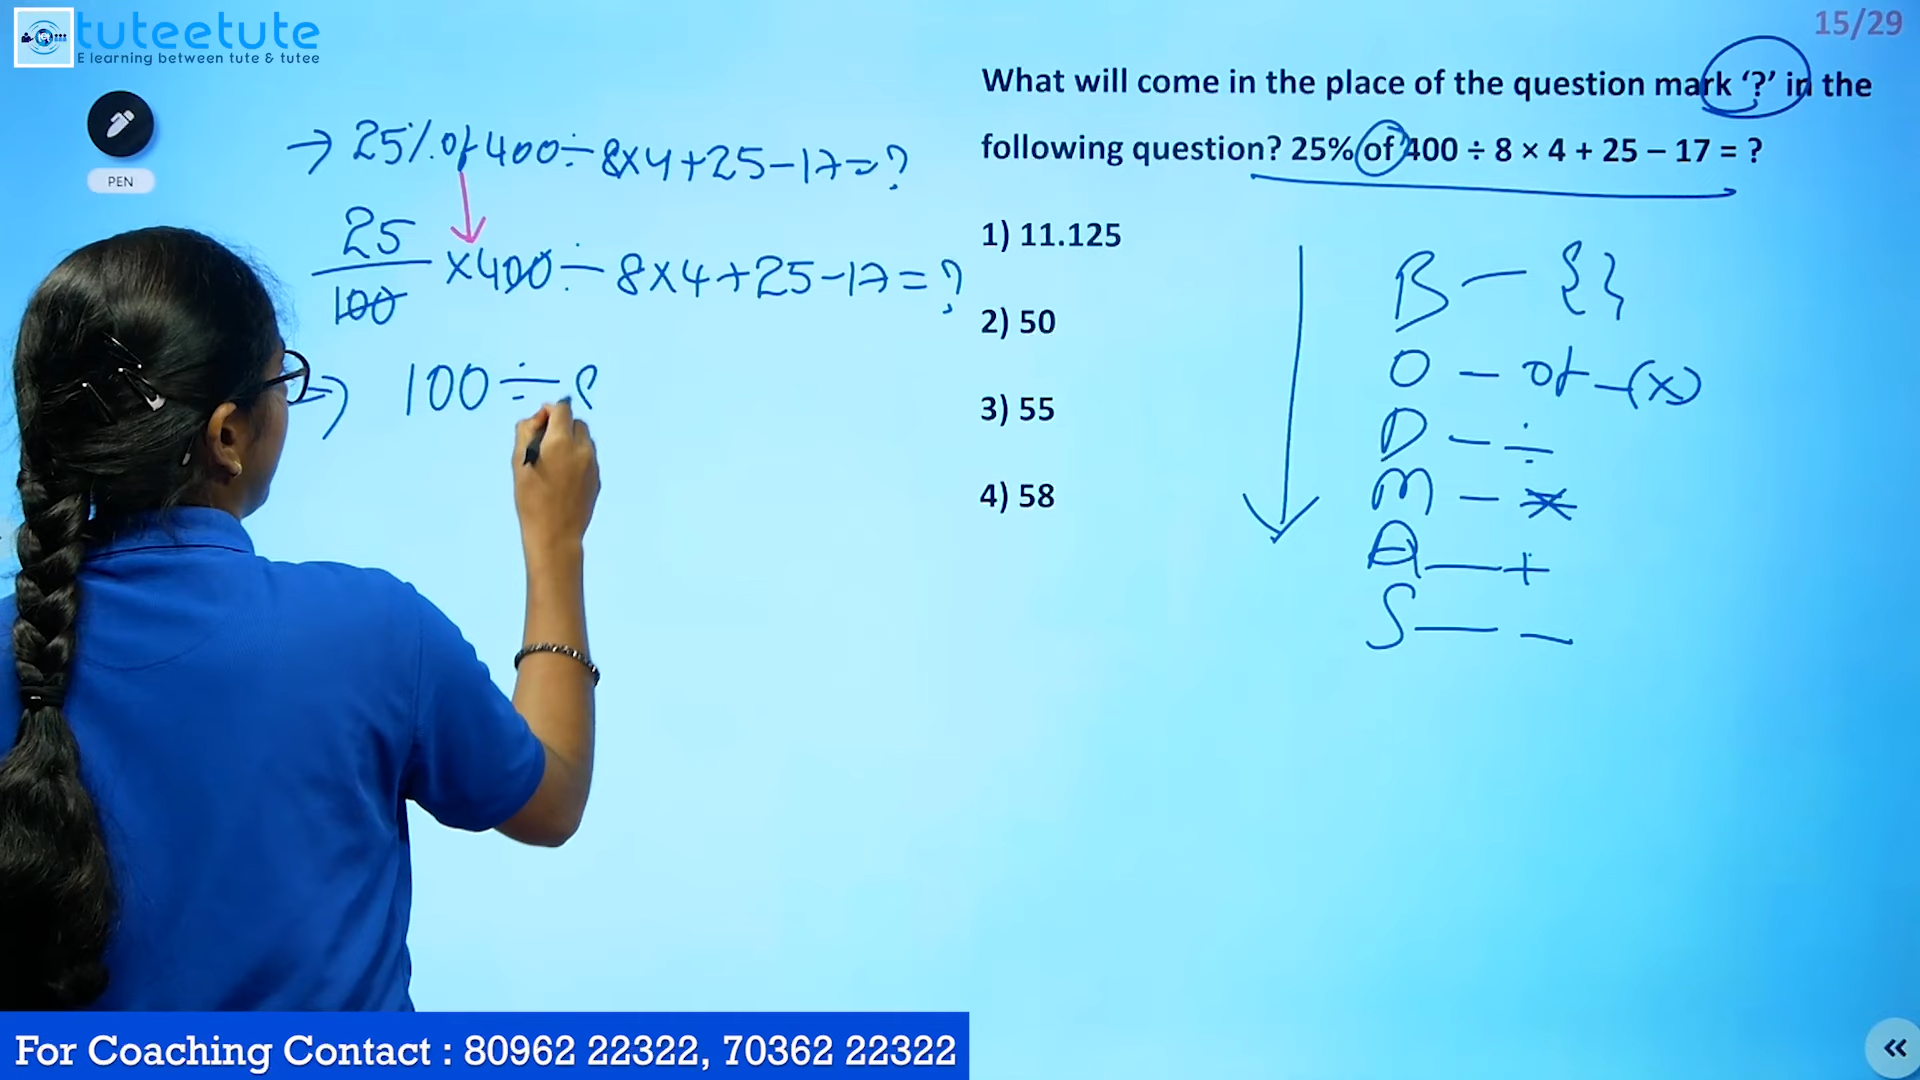 tuteetute
E learning between tute & tutee
PEN
15/29
What will come in the place of the question mark ‘?’ in the
following question? 25% of 400 ÷ 8 × 4 + 25 – 17 = ?
1) 11.125
2) 50
3) 55
4) 58
→ 25% of 400 ÷ 8 × 4 + 25 − 17 = ?
25
100 × 400 ÷ 8 × 4 + 25 − 17 = ?
→ 100 ÷
B – { }
O – of – (×)
D – ÷
M – ×
A — +
S — –
For Coaching Contact : 80962 22322, 70362 22322